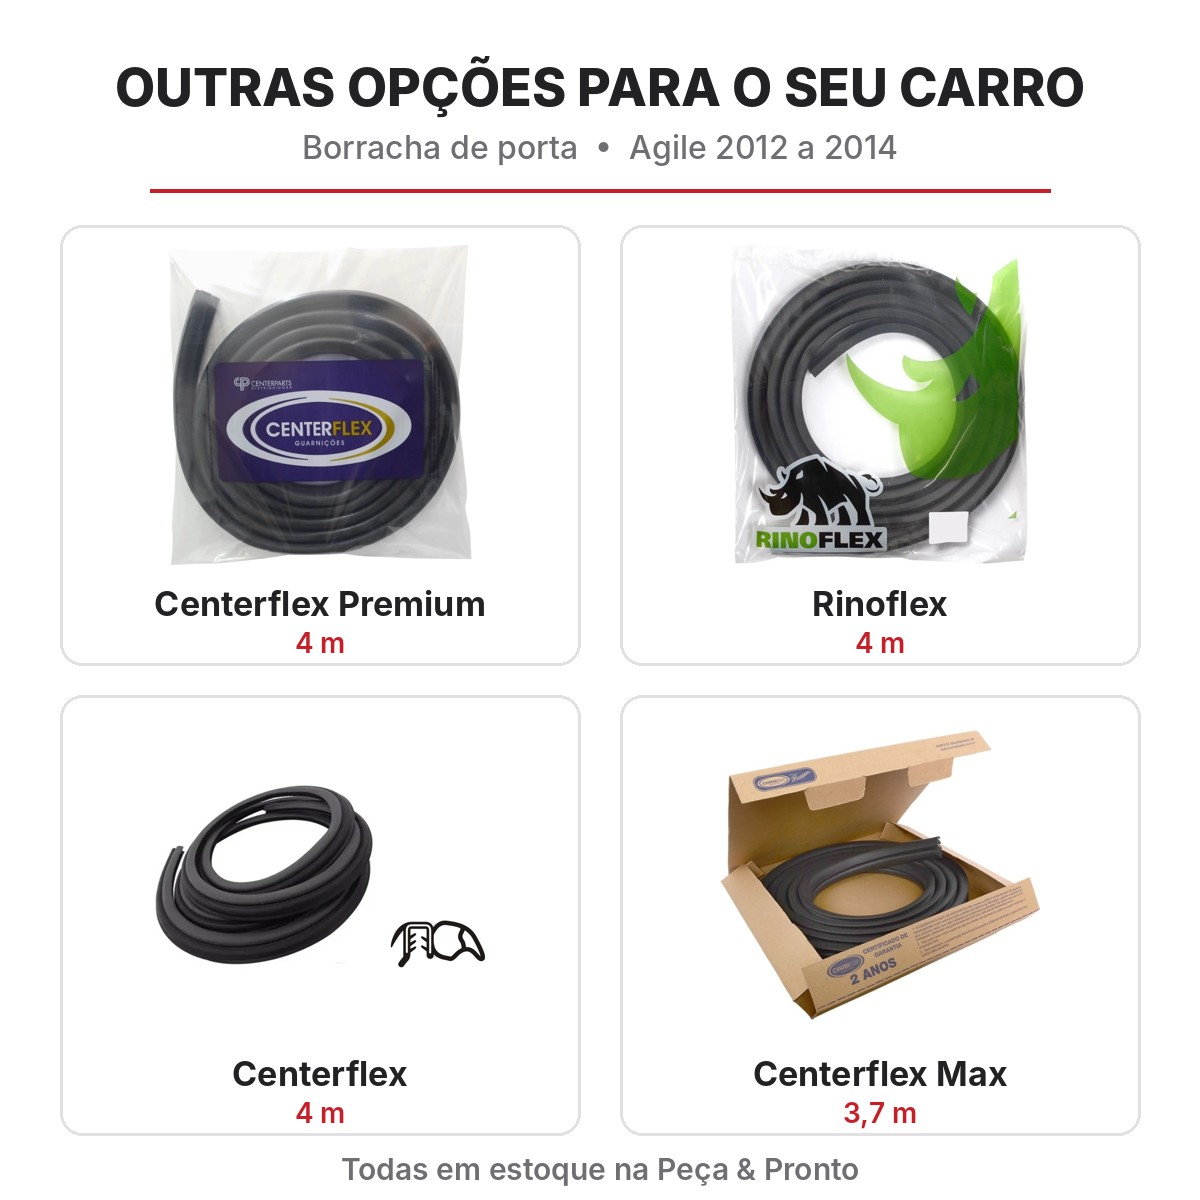 OUTRAS OPÇÕES PARA O SEU CARRO
Borracha de porta • Agile 2012 a 2014
CENTERPARTS
CENTERFLEX
GUARNIÇÕES
RINOFLEX
Centerflex Premium
4 m
Rinoflex
4 m
CERTIFICADO DE
GARANTIA
2 ANOS
Centerflex
4 m
Centerflex Max
3,7 m
Todas em estoque na Peça & Pronto